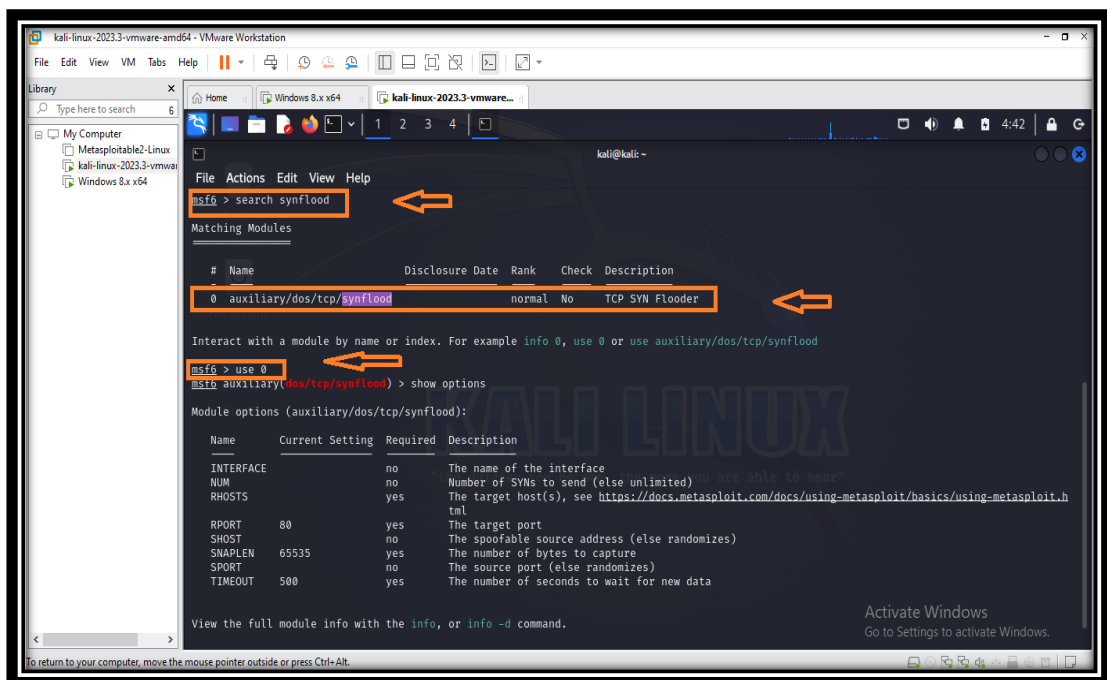 kali-linux-2023.3-vmware-amd64 - VMware Workstation
File Edit View VM Tabs Help
Library
Type here to search
My Computer
Metasploitable2-Linux
kali-linux-2023.3-vmwar
Windows 8.x x64
Home
Windows 8.x x64
kali-linux-2023.3-vmware...
1 2 3 4
4:42
kali@kali: ~
File Actions Edit View Help
msf6 > search synflood
Matching Modules
# Name Disclosure Date Rank Check Description
0 auxiliary/dos/tcp/synflood normal No TCP SYN Flooder
Interact with a module by name or index. For example info 0, use 0 or use auxiliary/dos/tcp/synflood
msf6 > use 0
msf6 auxiliary(dos/tcp/synflood) > show options
Module options (auxiliary/dos/tcp/synflood):
Name Current Setting Required Description
INTERFACE no The name of the interface
NUM no Number of SYNs to send (else unlimited)
RHOSTS yes The target host(s), see https://docs.metasploit.com/docs/using-metasploit/basics/using-metasploit.h
tml
RPORT 80 yes The target port
SHOST no The spoofable source address (else randomizes)
SNAPLEN 65535 yes The number of bytes to capture
SPORT no The source port (else randomizes)
TIMEOUT 500 yes The number of seconds to wait for new data
View the full module info with the info, or info -d command.
KALI LINUX
you are able to hear"
Activate Windows
Go to Settings to activate Windows.
To return to your computer, move the mouse pointer outside or press Ctrl+Alt.